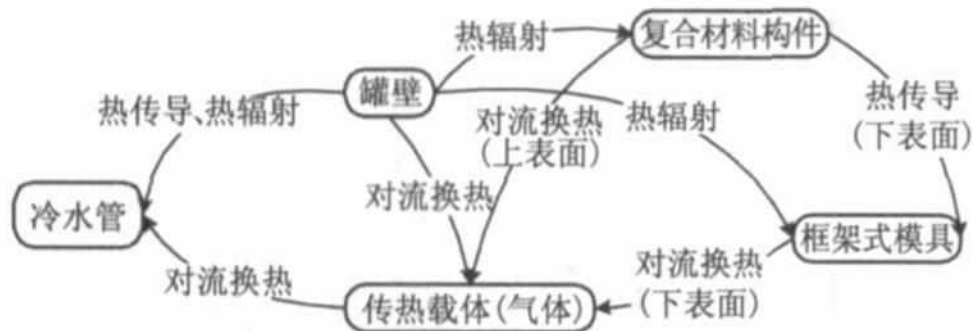 热辐射
复合材料构件
罐壁
热传导、热辐射
对流换热
(上表面)
热辐射
热传导
(下表面)
对流换热
冷水管
框架式模具
对流换热
对流换热
(下表面)
传热载体(气体)